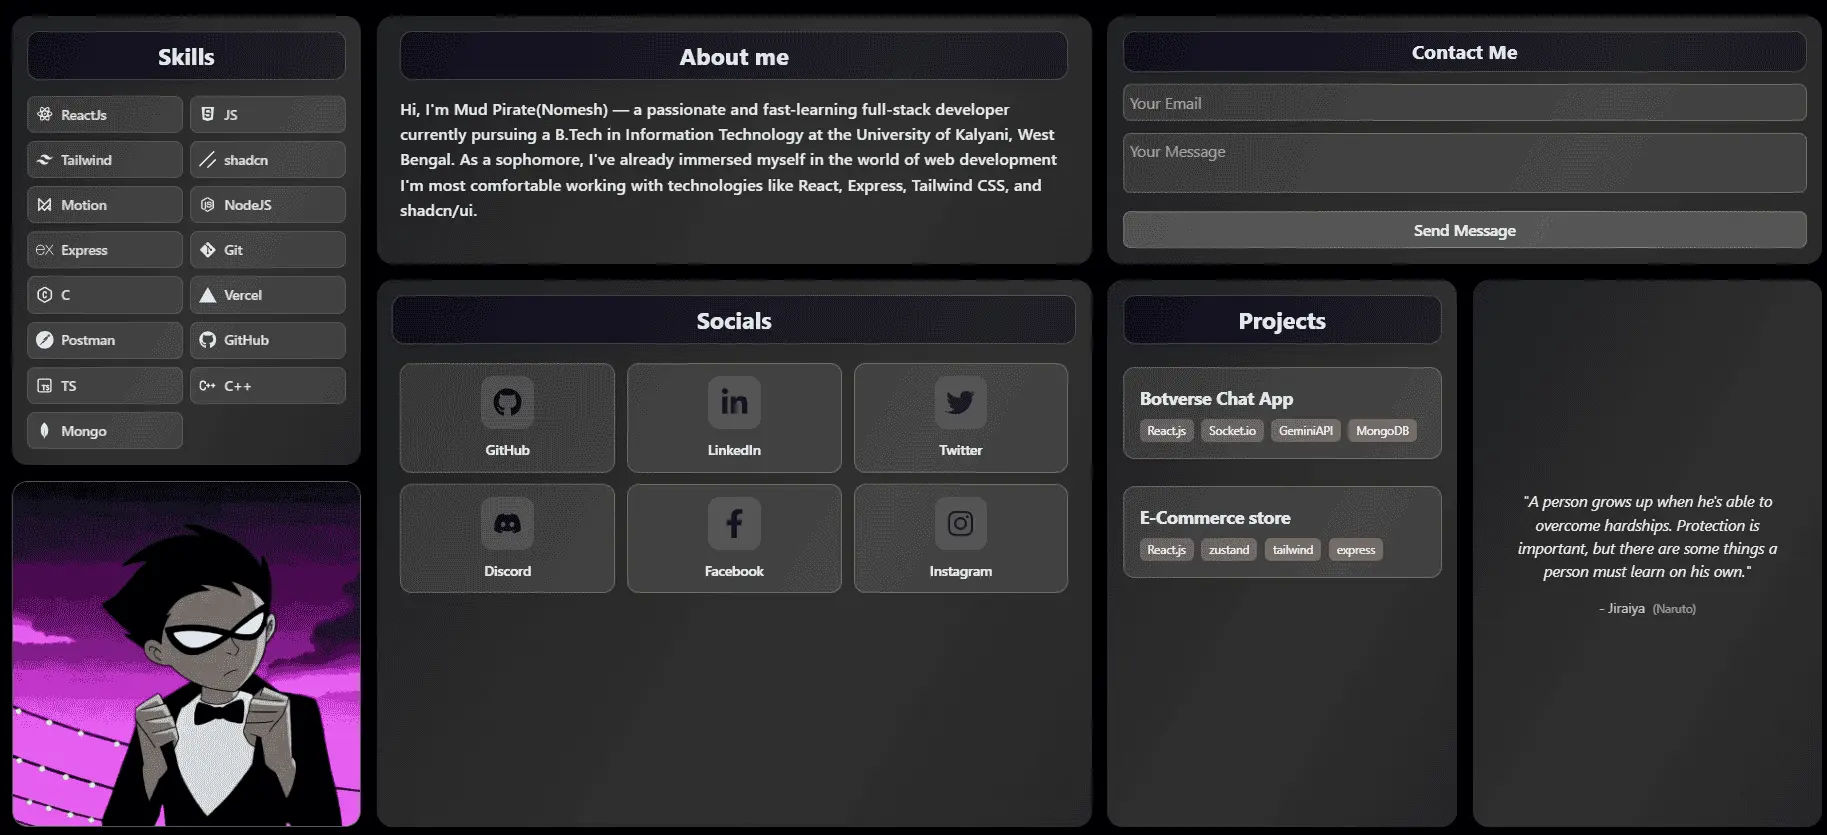 Skills
ReactJs
JS
Tailwind
shadcn
Motion
NodeJS
Express
Git
C
Vercel
Postman
GitHub
TS
C++
Mongo
About me
Hi, I'm Mud Pirate(Nomesh) — a passionate and fast-learning full-stack developer
currently pursuing a B.Tech in Information Technology at the University of Kalyani, West
Bengal. As a sophomore, I've already immersed myself in the world of web development
I'm most comfortable working with technologies like React, Express, Tailwind CSS, and
shadcn/ui.
Contact Me
Your Email
Your Message
Send Message
Socials
GitHub
LinkedIn
Twitter
Discord
Facebook
Instagram
Projects
Botverse Chat App
React.js Socket.io GeminiAPI MongoDB
E-Commerce store
React.js zustand tailwind express
"A person grows up when he's able to
overcome hardships. Protection is
important, but there are some things a
person must learn on his own."
- Jiraiya (Naruto)